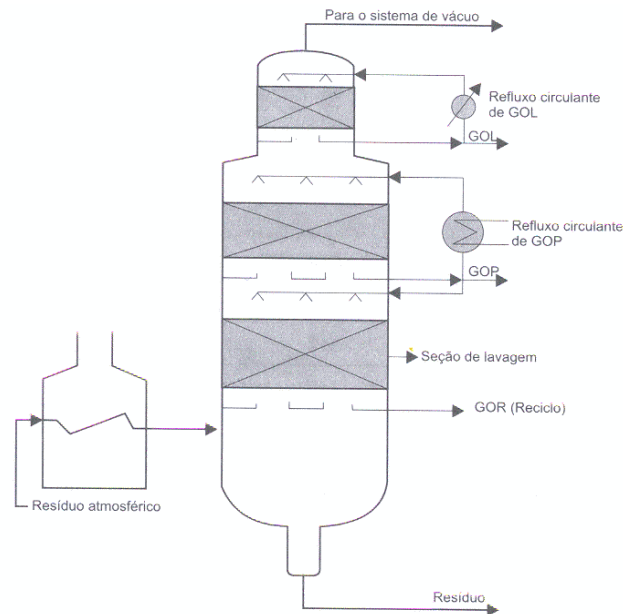 Para o sistema de vácuo
Refluxo circulante
de GOL
GOL
Refluxo circulante
de GOP
GOP
Seção de lavagem
GOR (Reciclo)
Resíduo atmosférico
Resíduo